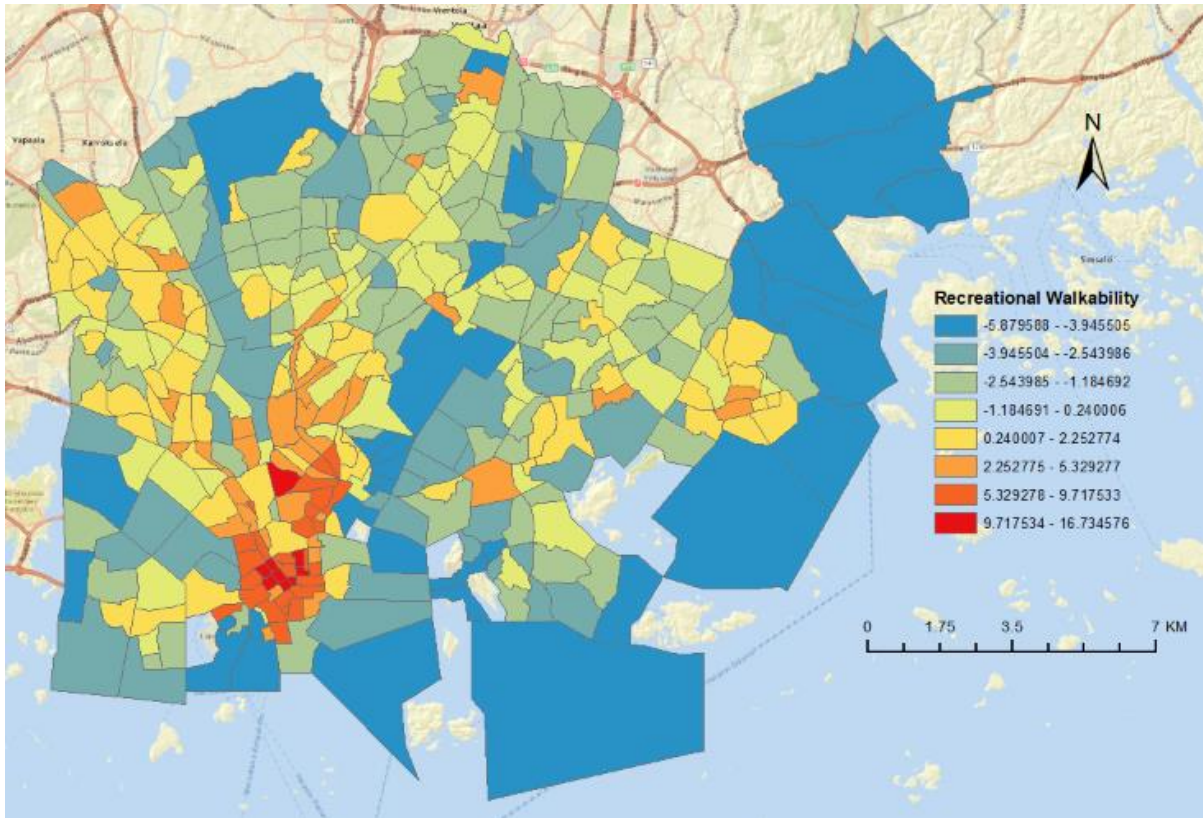 N
Recreational Walkability
-5.879588 - -3.945505
-3.945504 - -2.543986
-2.543985 - -1.184692
-1.184691 - 0.240006
0.240007 - 2.252774
2.252775 - 5.329277
5.329278 - 9.717533
9.717534 - 16.734576
0 1.75 3.5 7 KM